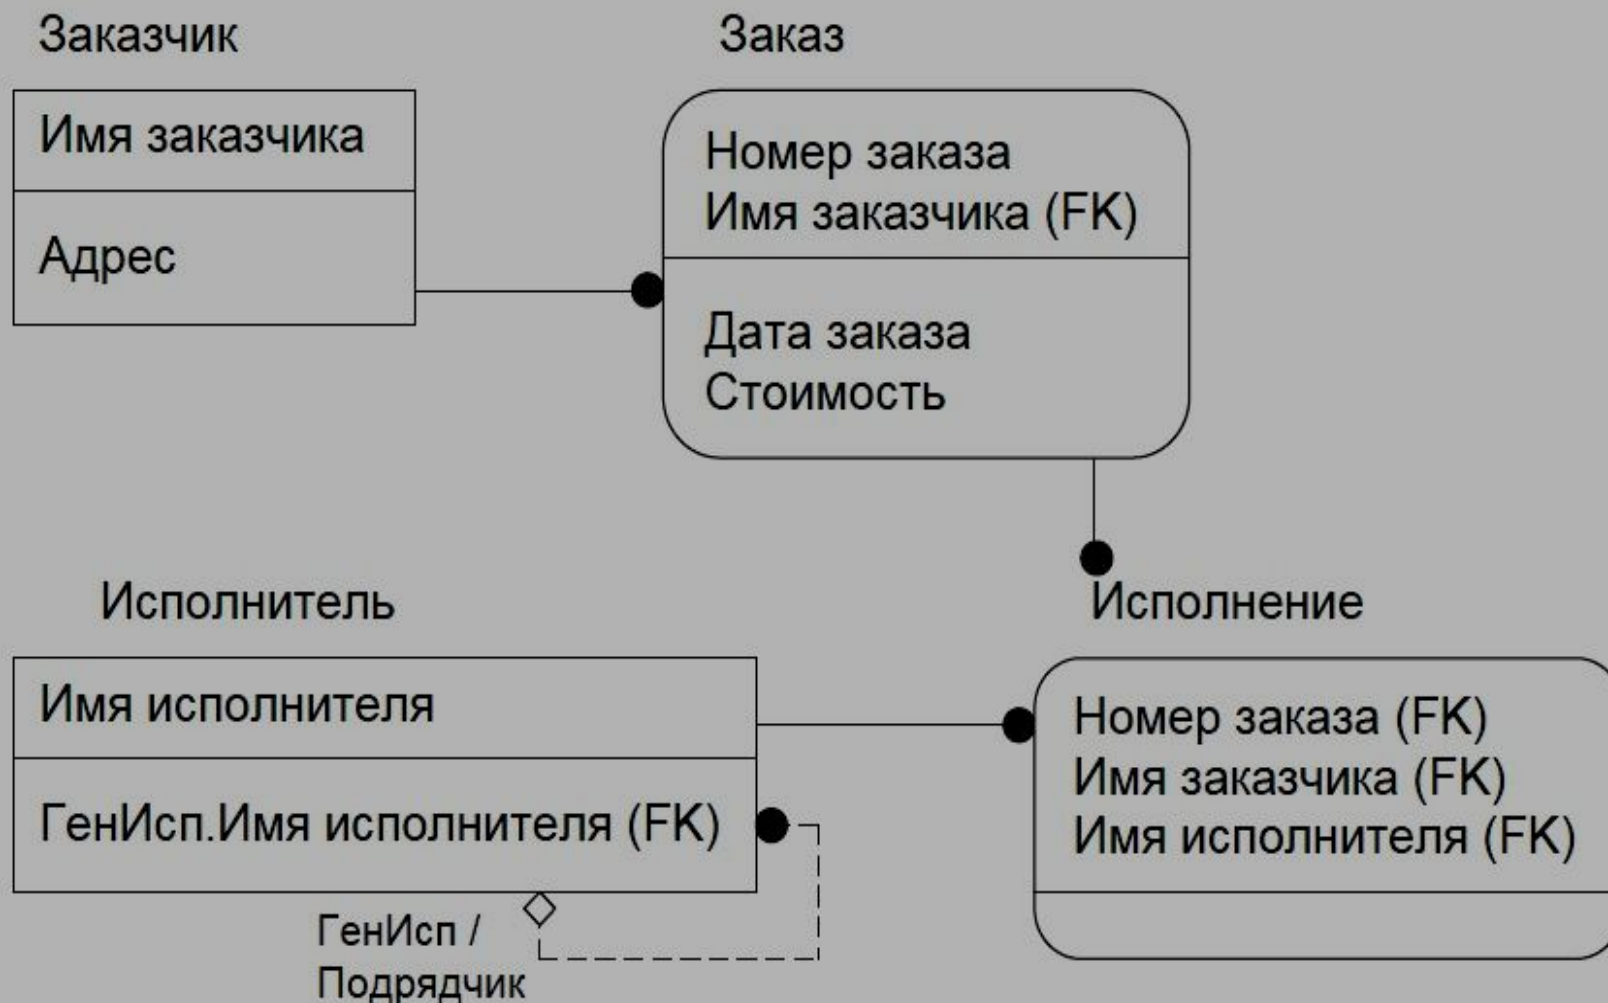 Заказчик
Имя заказчика
Адрес
Заказ
Номер заказа
Имя заказчика (FK)
Дата заказа
Стоимость
Исполнитель
Имя исполнителя
ГенИсп.Имя исполнителя (FK)
ГенИсп /
Подрядчик
Исполнение
Номер заказа (FK)
Имя заказчика (FK)
Имя исполнителя (FK)